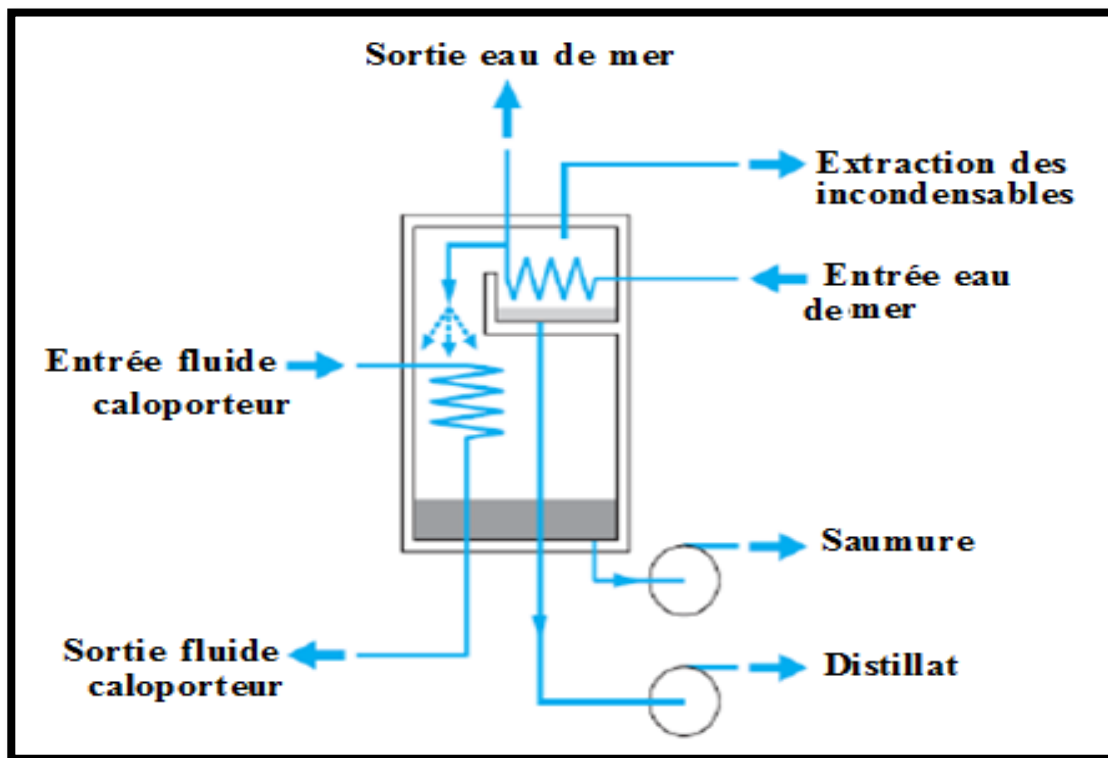 Sortie eau de mer
Extraction des
incondensables
Entrée eau
de mer
Entrée fluide
caloporteur
Saumure
Sortie fluide
caloporteur
Distillat